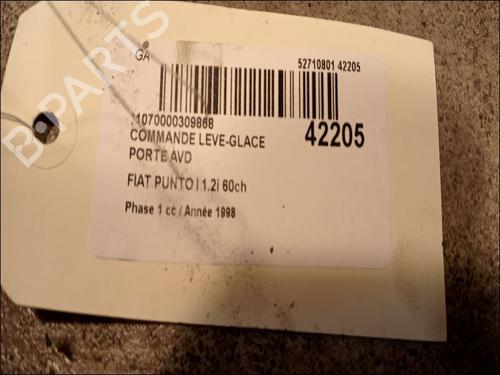 GA
52710801 42205
1070000309868
COMMANDE LEVE-GLACE
42205
PORTE AVD
FIAT PUNTO I 1.2i 60ch
Phase 1 cc / Année 1998
B-PARTS